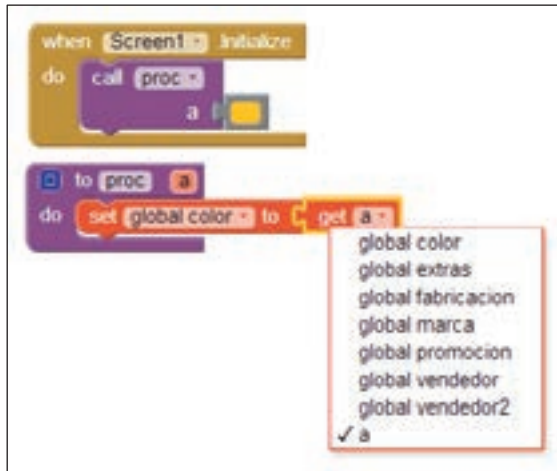 when Screen1 .Initialize
do call proc
a
to proc a
do set global color to get a
global color
global extras
global fabricacion
global marca
global promocion
global vendedor
global vendedor2
✓ a